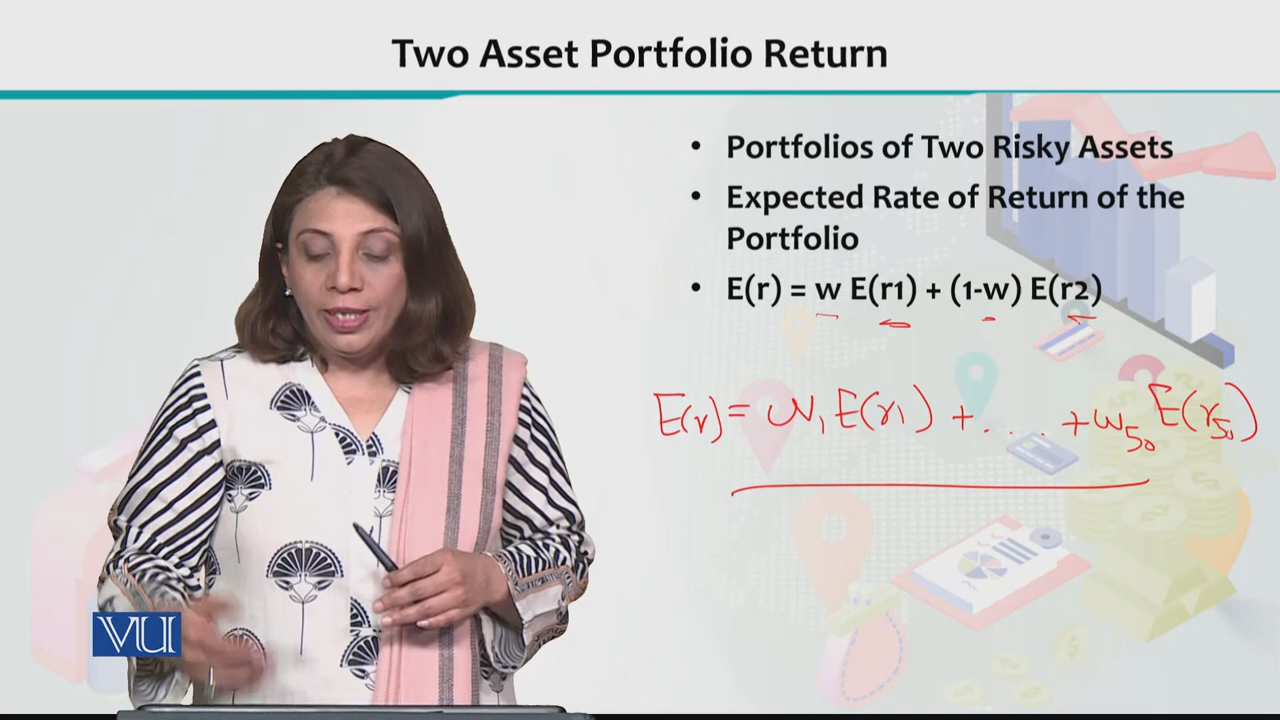 Two Asset Portfolio Return
• Portfolios of Two Risky Assets
• Expected Rate of Return of the
Portfolio
• E(r) = w E(r1) + (1-w) E(r2)
E(r) = w₁ E(r₁) + . . . . + w₅₀ E(r₅₀)
VU